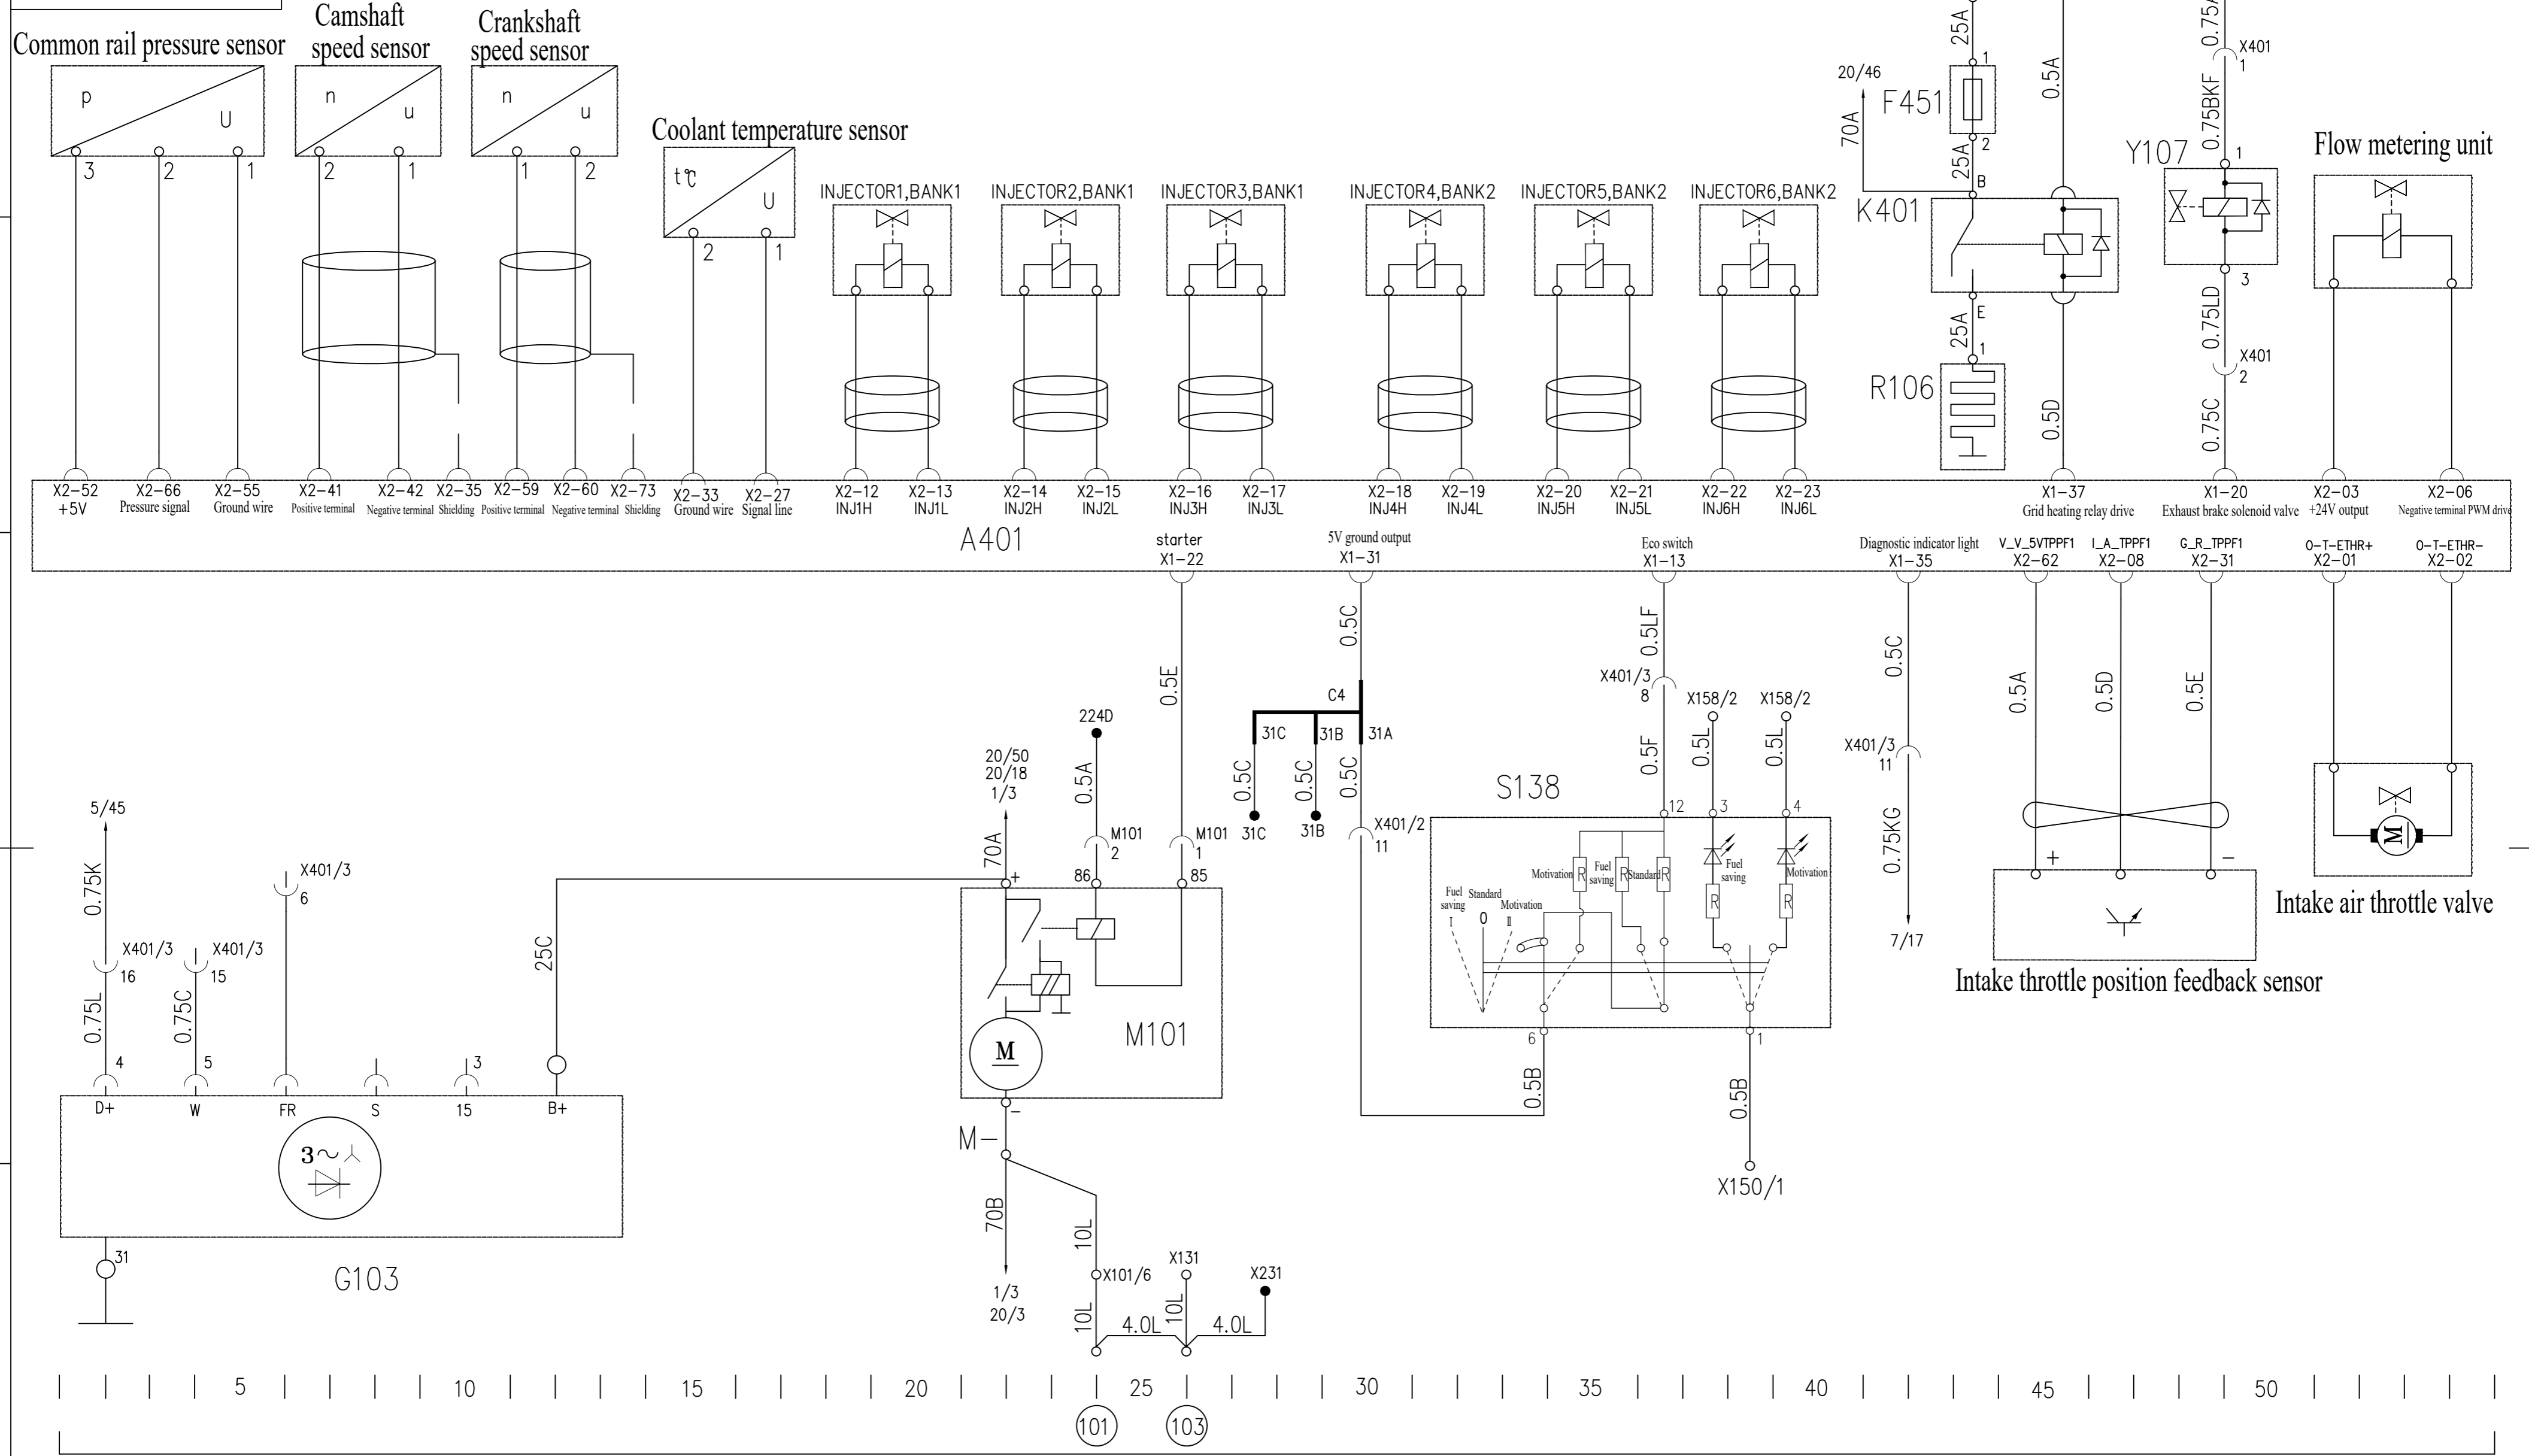 Common rail pressure sensor
Camshaft
speed sensor
Crankshaft
speed sensor
Coolant temperature sensor
Flow metering unit
p
U
n
u
n
u
t℃
U
3
2
1
2
1
1
2
2
1
INJECTOR1,BANK1
INJECTOR2,BANK1
INJECTOR3,BANK1
INJECTOR4,BANK2
INJECTOR5,BANK2
INJECTOR6,BANK2
20/46
70A
25A
1
F451
2
25A
B
K401
E
25A
1
R106
0.5A
0.5D
X401
1
0.75BKF
Y107
1
3
0.75LD
X401
2
0.75C
X2-52
+5V
X2-66
Pressure signal
X2-55
Ground wire
X2-41
Positive terminal
X2-42
Negative terminal
X2-35
Shielding
X2-59
Positive terminal
X2-60
Negative terminal
X2-73
Shielding
X2-33
Ground wire
X2-27
Signal line
X2-12
INJ1H
X2-13
INJ1L
X2-14
INJ2H
X2-15
INJ2L
X2-16
INJ3H
X2-17
INJ3L
X2-18
INJ4H
X2-19
INJ4L
X2-20
INJ5H
X2-21
INJ5L
X2-22
INJ6H
X2-23
INJ6L
X1-37
Grid heating relay drive
X1-20
Exhaust brake solenoid valve
X2-03
+24V output
X2-06
Negative terminal PWM drive
A401
starter
X1-22
5V ground output
X1-31
Eco switch
X1-13
Diagnostic indicator light
X1-35
V_V_5VTPPF1
X2-62
I_A_TPPF1
X2-08
G_R_TPPF1
X2-31
O-T-ETHR+
X2-01
O-T-ETHR-
X2-02
5/45
0.75K
X401/3
16
0.75L
4
X401/3
15
0.75C
5
X401/3
6
3
25C
D+
W
FR
S
15
B+
3~
31
G103
20/50
20/18
1/3
70A
+
224D
0.5A
M101
2
86
0.5E
M101
1
85
M
M101
-
M-
70B
1/3
20/3
10L
X101/6
10L
4.0L
X131
10L
4.0L
X231
0.5C
C4
31C
31B
31A
0.5C
0.5C
0.5C
31C
31B
X401/2
11
0.5LF
X401/3
8
0.5F
X158/2
0.5L
X158/2
0.5L
S138
12
3
4
Motivation
R
Fuel
saving
R
Standard
R
Fuel
saving
R
Motivation
R
Fuel
saving
I
Standard
0
Motivation
II
6
1
0.5B
0.5B
X150/1
0.5C
X401/3
11
0.75KG
7/17
0.5A
0.5D
0.5E
+
-
Intake throttle position feedback sensor
M
Intake air throttle valve
5
10
15
20
25
30
35
40
45
50
101
103